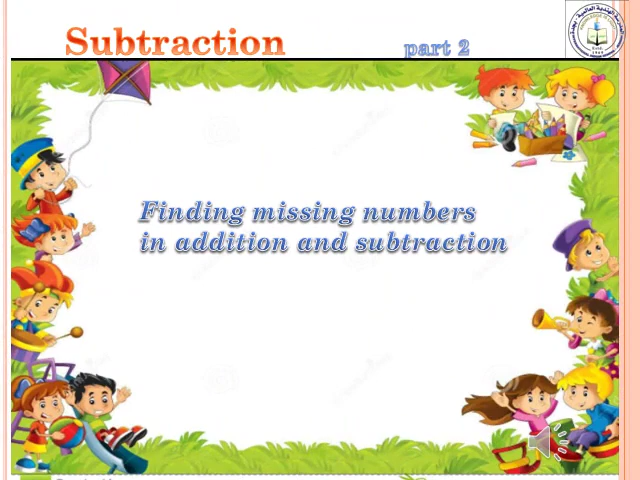 Subtraction part 2
Finding missing numbers
in addition and subtraction